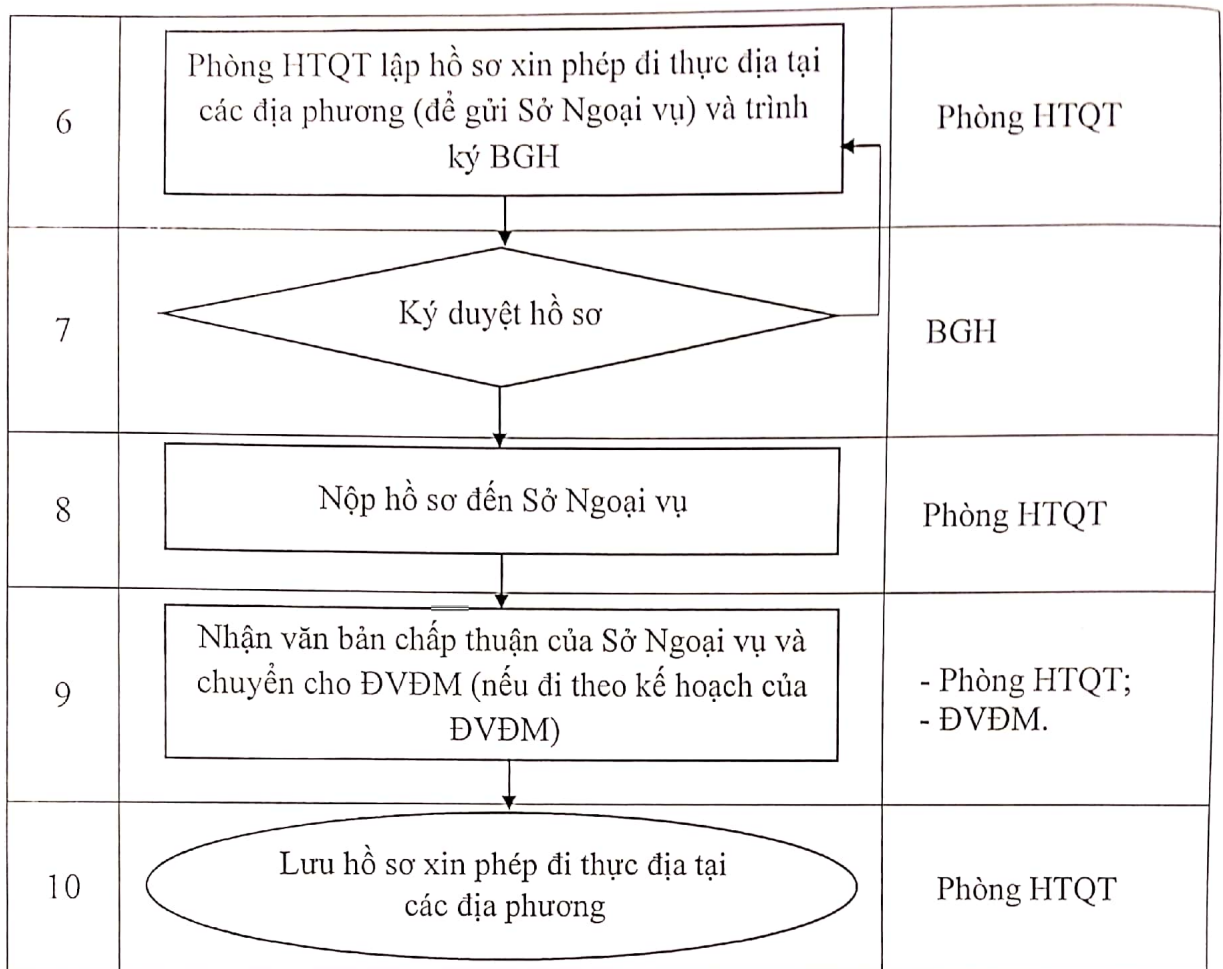 6
Phòng HTQT lập hồ sơ xin phép đi thực địa tại
các địa phương (để gửi Sở Ngoại vụ) và trình
ký BGH
Phòng HTQT
7
Ký duyệt hồ sơ
BGH
8
Nộp hồ sơ đến Sở Ngoại vụ
Phòng HTQT
9
Nhận văn bản chấp thuận của Sở Ngoại vụ và
chuyển cho ĐVĐM (nếu đi theo kế hoạch của
ĐVĐM)
- Phòng HTQT;
- ĐVĐM.
10
Lưu hồ sơ xin phép đi thực địa tại
các địa phương
Phòng HTQT